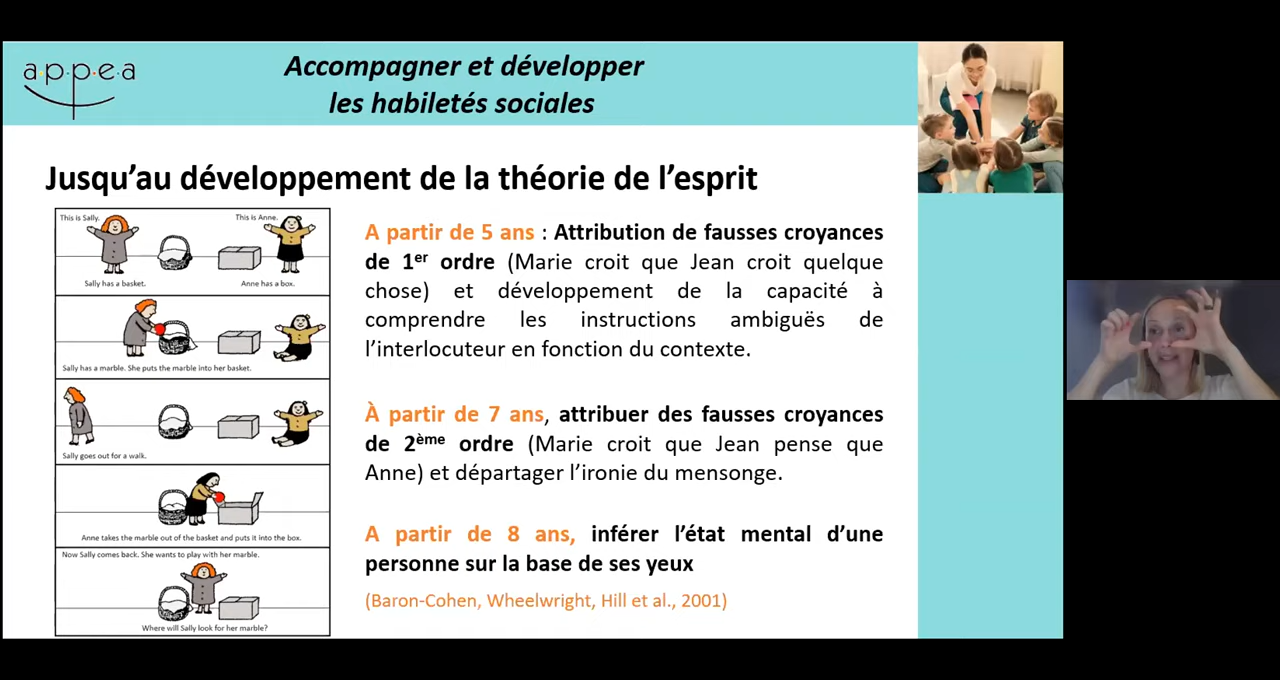 a.p.p.e.a
Accompagner et développer
les habiletés sociales
Jusqu'au développement de la théorie de l'esprit
This is Sally.
This is Anne.
Sally has a basket.
Anne has a box.
Sally has a marble. She puts the marble into her basket.
Sally goes out for a walk.
Anne takes the marble out of the basket and puts it into the box.
Now Sally comes back. She wants to play with her marble.
Where will Sally look for her marble?
A partir de 5 ans : Attribution de fausses croyances
de 1er ordre (Marie croit que Jean croit quelque
chose) et développement de la capacité à
comprendre les instructions ambiguës de
l'interlocuteur en fonction du contexte.
À partir de 7 ans, attribuer des fausses croyances
de 2ème ordre (Marie croit que Jean pense que
Anne) et départager l'ironie du mensonge.
A partir de 8 ans, inférer l'état mental d'une
personne sur la base de ses yeux
(Baron-Cohen, Wheelwright, Hill et al., 2001)